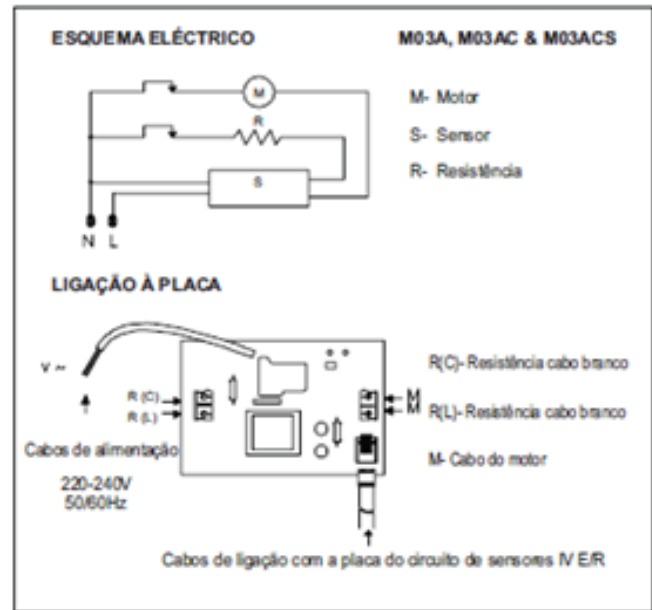 ESQUEMA ELÉCTRICO
M03A, M03AC & M03ACS
M
R
S
N L
M- Motor
S- Sensor
R- Resistência
LIGAÇÃO À PLACA
V ~
R (C)
R (L)
M
M
Cabos de alimentação
220-240V
50/60Hz
R(C)- Resistência cabo branco
R(L)- Resistência cabo branco
M- Cabo do motor
Cabos de ligação com a placa do circuito de sensores IV E/R